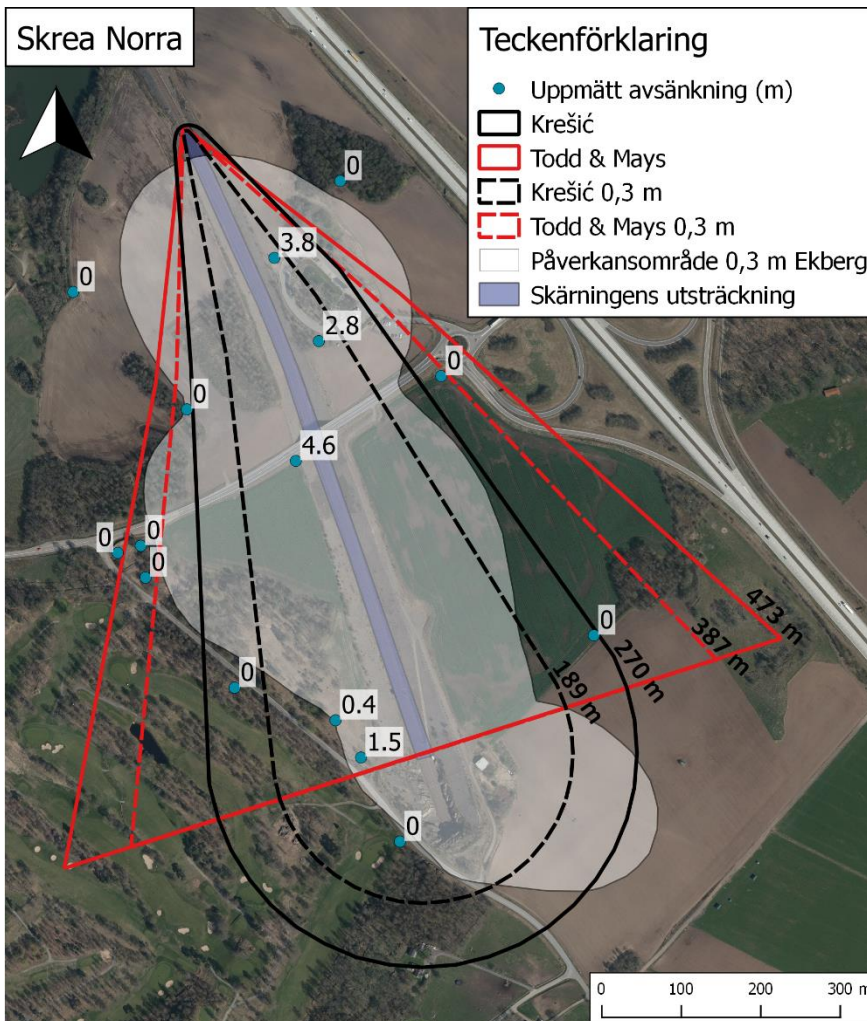 Skrea Norra
Teckenförklaring
Uppmätt avsänkning (m)
Krešić
Todd & Mays
Krešić 0,3 m
Todd & Mays 0,3 m
Påverkansområde 0,3 m Ekberg
Skärningens utsträckning
0
3.8
0
2.8
0
0
4.6
0
0
0
0
473 m
387 m
270 m
189 m
0
0.4
1.5
0
0 100 200 300 m